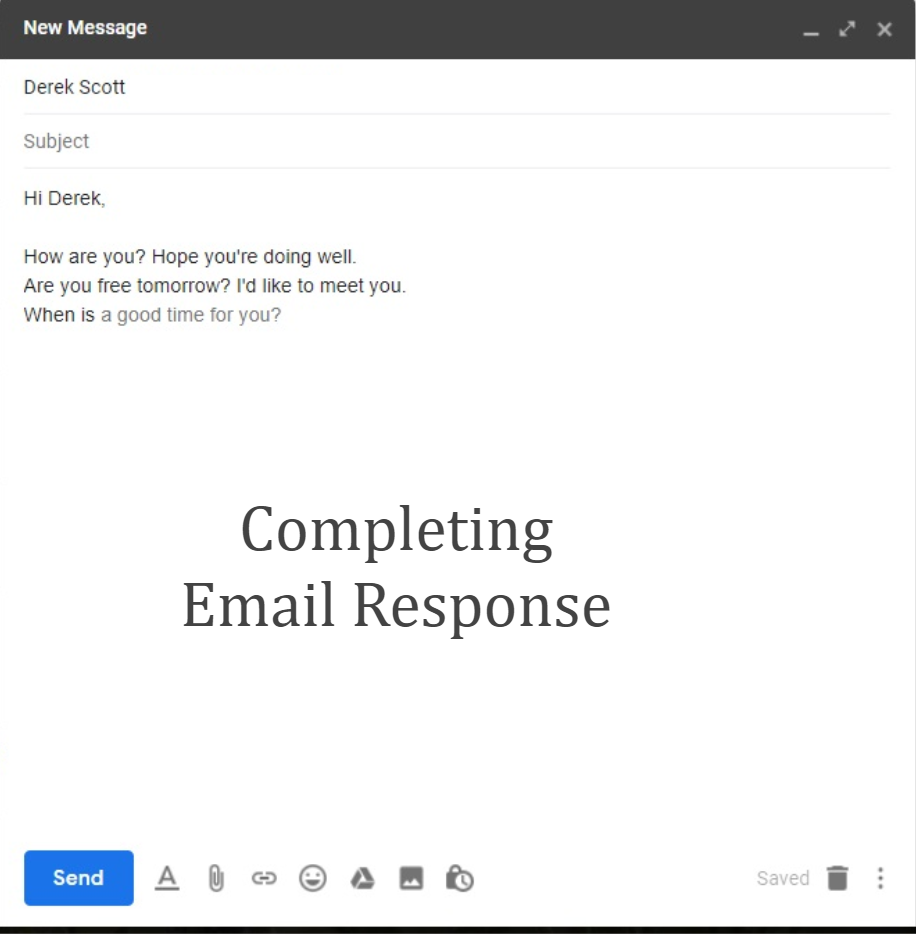 New Message
Derek Scott
Subject
Hi Derek,
How are you? Hope you're doing well.
Are you free tomorrow? I'd like to meet you.
When is a good time for you?
Completing
Email Response
Send
Saved